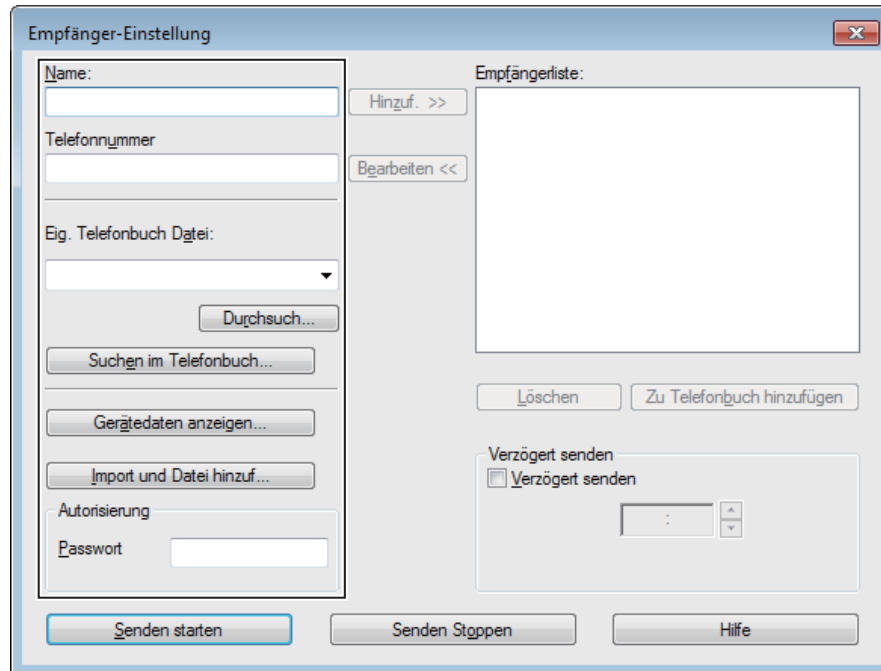 Empfänger-Einstellung
Name:
Hinzuf. >>
Telefonnummer
Bearbeiten <<
Eig. Telefonbuch Datei:
Durchsuch...
Suchen im Telefonbuch...
Gerätedaten anzeigen...
Import und Datei hinzuf...
Autorisierung
Passwort
Empfängerliste:
Löschen
Zu Telefonbuch hinzufügen
Verzögert senden
Verzögert senden
:
Senden starten
Senden Stoppen
Hilfe